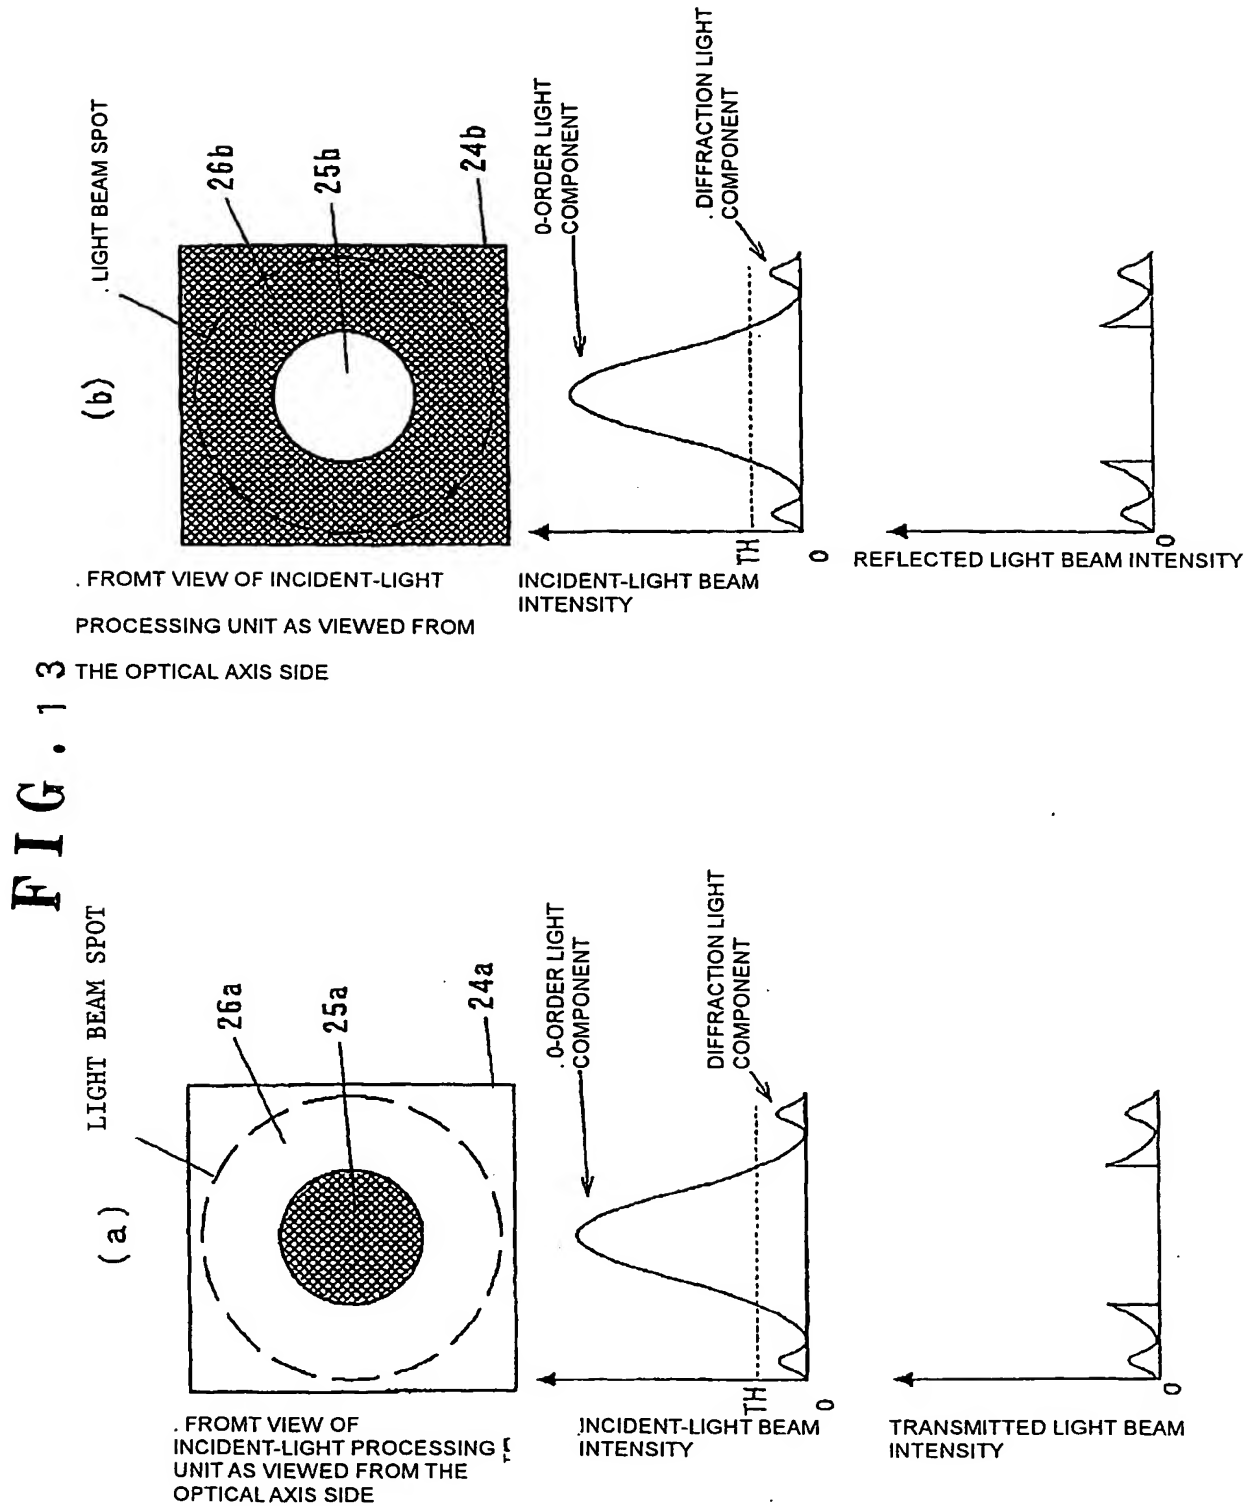 FIG. 13
(a)
LIGHT BEAM SPOT
26a
25a
24a
. FROMT VIEW OF
INCIDENT-LIGHT PROCESSING
UNIT AS VIEWED FROM THE
OPTICAL AXIS SIDE
.0-ORDER LIGHT
COMPONENT
DIFFRACTION LIGHT
COMPONENT
TH
0
.INCIDENT-LIGHT BEAM
INTENSITY
0
TRANSMITTED LIGHT BEAM
INTENSITY
(b)
. LIGHT BEAM SPOT
26b
25b
24b
. FROMT VIEW OF INCIDENT-LIGHT
PROCESSING UNIT AS VIEWED FROM
THE OPTICAL AXIS SIDE
0-ORDER LIGHT
COMPONENT
. DIFFRACTION LIGHT
COMPONENT
TH
0
INCIDENT-LIGHT BEAM
INTENSITY
0
REFLECTED LIGHT BEAM INTENSITY